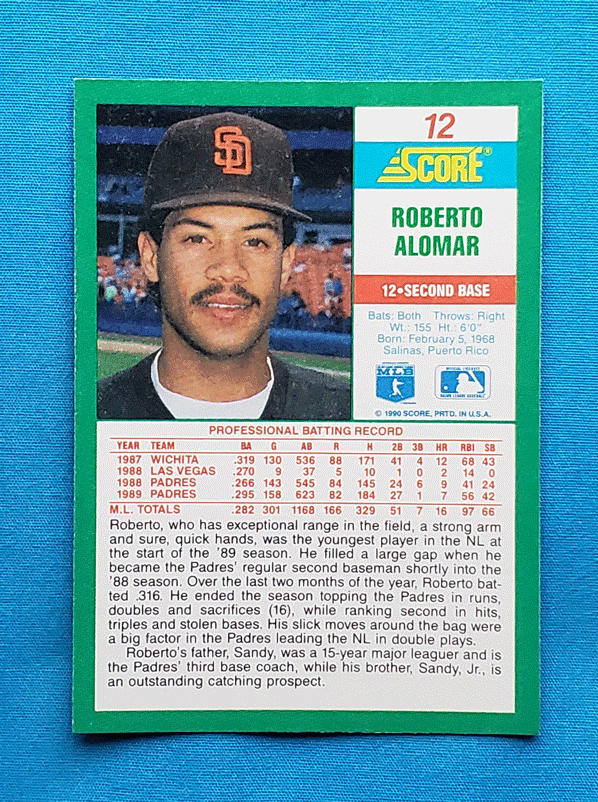 SD
12
SCORE®
ROBERTO
ALOMAR
12•SECOND BASE
Bats: Both Throws: Right
Wt.: 155 Ht.: 6'0"
Born: February 5, 1968
Salinas, Puerto Rico
MLB
© 1990 SCORE, PRTD. IN U.S.A.
PROFESSIONAL BATTING RECORD
YEAR TEAM BA G AB R H 2B 3B HR RBI SB
1987 WICHITA .319 130 536 88 171 41 4 12 68 43
1988 LAS VEGAS .270 9 37 5 10 1 0 2 14 0
1988 PADRES .266 143 545 84 145 24 6 9 41 24
1989 PADRES .295 158 623 82 184 27 1 7 56 42
M.L. TOTALS .282 301 1168 166 329 51 7 16 97 66
Roberto, who has exceptional range in the field, a strong arm
and sure, quick hands, was the youngest player in the NL at
the start of the '89 season. He filled a large gap when he
became the Padres' regular second baseman shortly into the
'88 season. Over the last two months of the year, Roberto bat-
ted .316. He ended the season topping the Padres in runs,
doubles and sacrifices (16), while ranking second in hits,
triples and stolen bases. His slick moves around the bag were
a big factor in the Padres leading the NL in double plays.
Roberto's father, Sandy, was a 15-year major leaguer and is
the Padres' third base coach, while his brother, Sandy, Jr., is
an outstanding catching prospect.